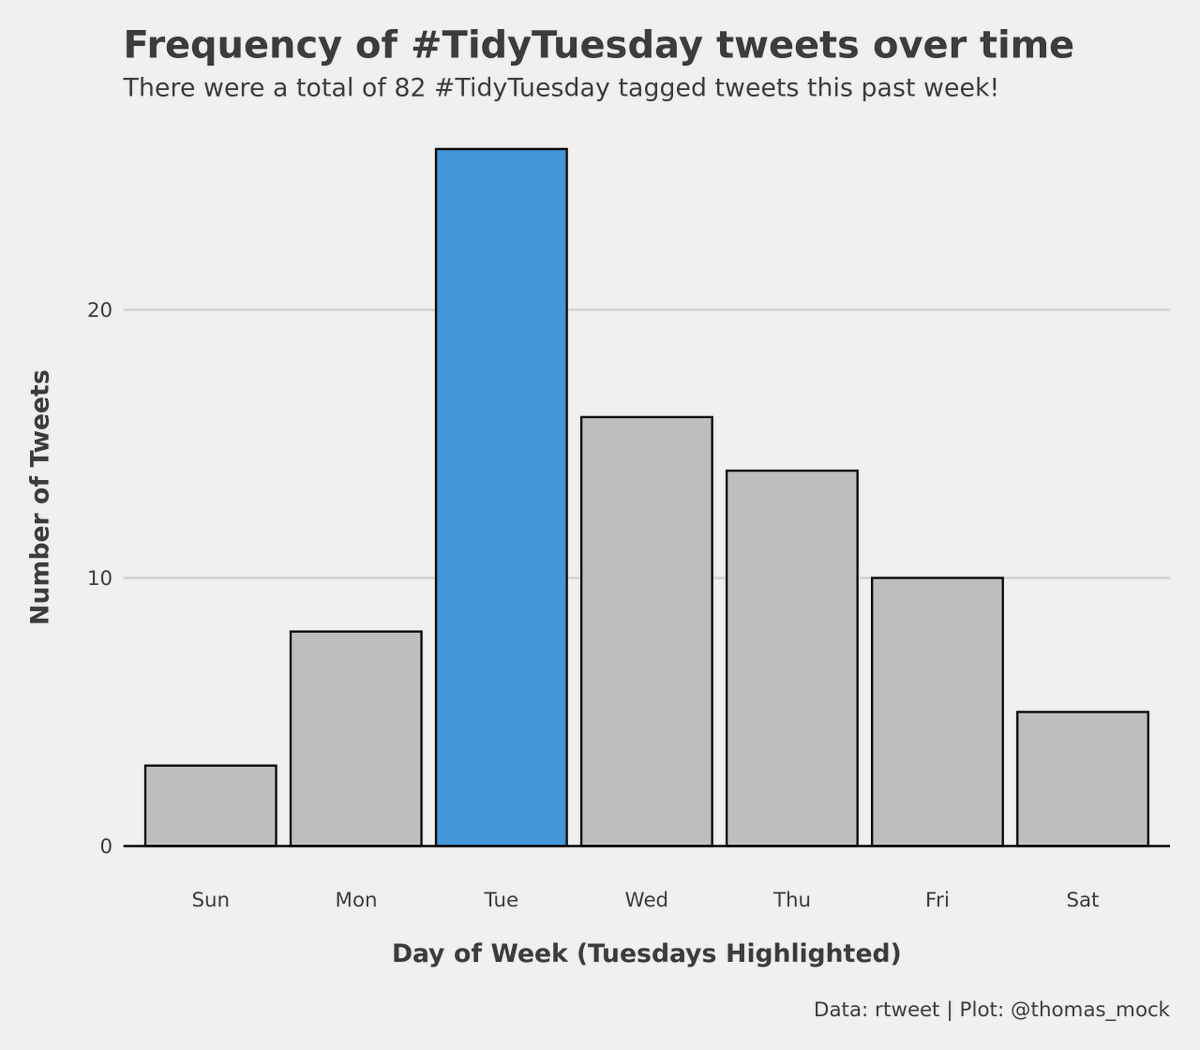 Frequency of #TidyTuesday tweets over time
There were a total of 82 #TidyTuesday tagged tweets this past week!
Number of Tweets
20
10
0
Sun Mon Tue Wed Thu Fri Sat
Day of Week (Tuesdays Highlighted)
Data: rtweet | Plot: @thomas_mock